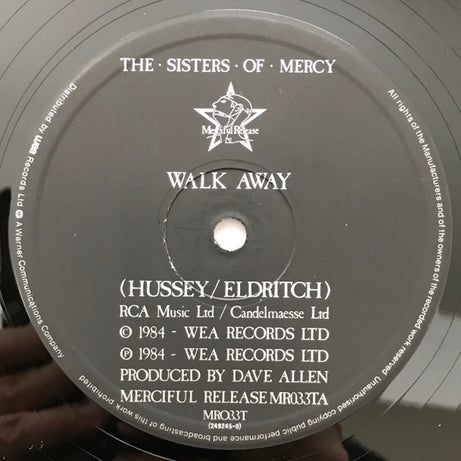 THE · SISTERS · OF · MERCY
Merciful Release
WALK AWAY
(HUSSEY/ELDRITCH)
RCA Music Ltd / Candelmaesse Ltd
© 1984 - WEA RECORDS LTD
℗ 1984 - WEA RECORDS LTD
PRODUCED BY DAVE ALLEN
MERCIFUL RELEASE MR033TA
MR033T
(249245-0)
All rights of the Manufacturers and of the owners of the recorded work reserved. Unauthorised copying public performance and broadcasting of this work prohibited
Distributed by wea Records Ltd A Warner Communications Company